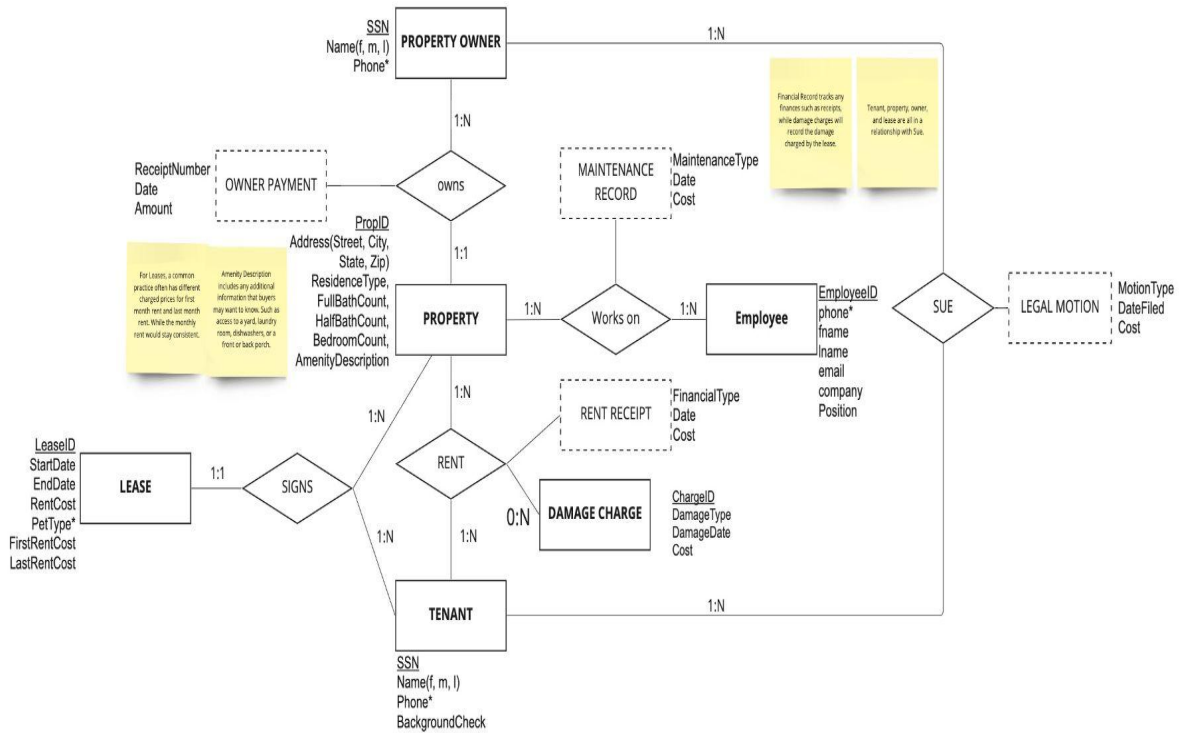 SSN
Name(f, m, l)
Phone*
PROPERTY OWNER
1:N
1:N
Financial Record tracks any
finances such as receipts,
while damage charges will
record the damage
charged by the lease.
Tenant, property, owner,
and lease are all in a
relationship with Sue.
ReceiptNumber
Date
Amount
OWNER PAYMENT
owns
MAINTENANCE
RECORD
MaintenanceType
Date
Cost
1:1
For Leases, a common
practice often has different
charged prices for first
month rent and last month
rent. While the monthly
rent would stay consistent.
Amenity Description
includes any additional
information that buyers
may want to know. Such as
access to a yard, laundry
room, dishwashers, or a
front or back porch.
PropID
Address(Street, City,
State, Zip)
ResidenceType,
FullBathCount,
HalfBathCount,
BedroomCount,
AmenityDescription
PROPERTY
1:N
Works on
1:N
Employee
EmployeeID
phone*
fname
lname
email
company
Position
SUE
LEGAL MOTION
MotionType
DateFiled
Cost
1:N
1:N
RENT RECEIPT
FinancialType
Date
Cost
LeaseID
StartDate
EndDate
RentCost
PetType*
FirstRentCost
LastRentCost
LEASE
1:1
SIGNS
RENT
0:N
DAMAGE CHARGE
ChargeID
DamageType
DamageDate
Cost
1:N
1:N
TENANT
1:N
SSN
Name(f, m, l)
Phone*
BackgroundCheck